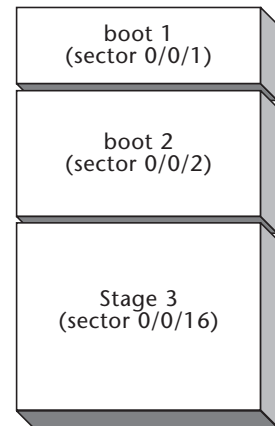 boot 1
(sector 0/0/1)
boot 2
(sector 0/0/2)
Stage 3
(sector 0/0/16)